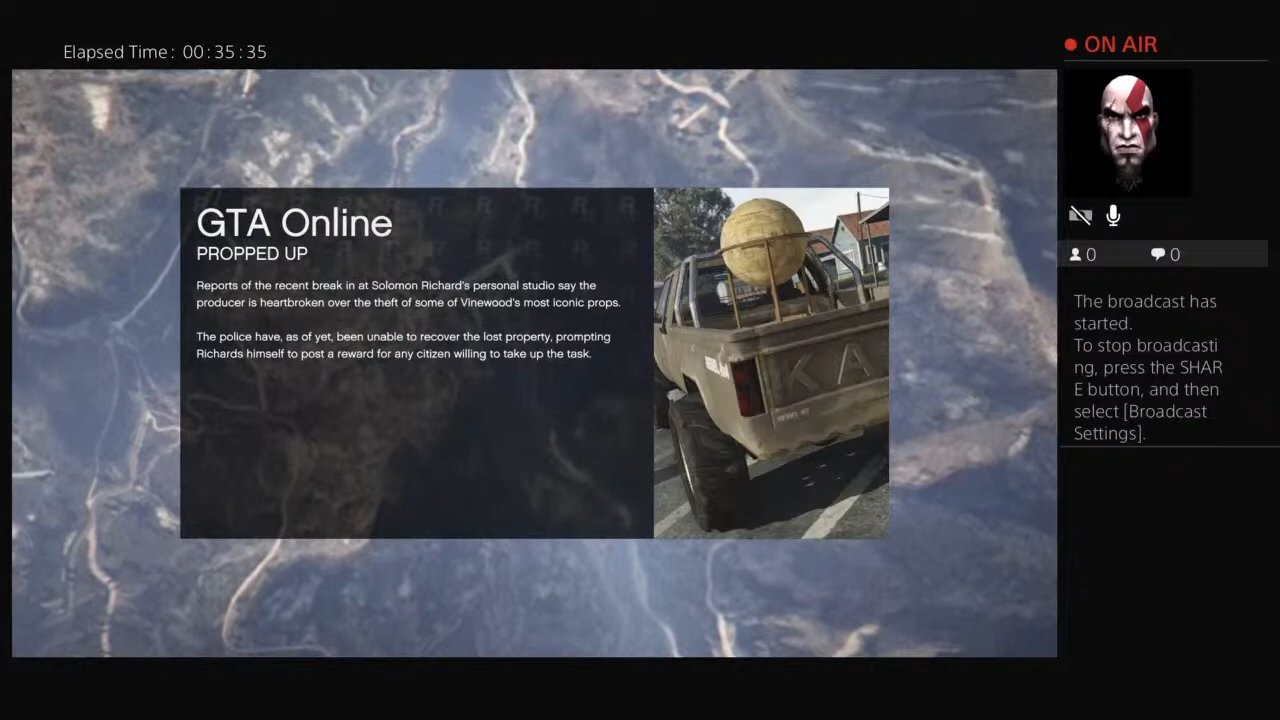 Elapsed Time: 00:35:35
ON AIR
GTA Online
PROPPED UP
Reports of the recent break in at Solomon Richard's personal studio say the
producer is heartbroken over the theft of some of Vinewood's most iconic props.
The police have, as of yet, been unable to recover the lost property, prompting
Richards himself to post a reward for any citizen willing to take up the task.
KA
0
0
The broadcast has
started.
To stop broadcasti
ng, press the SHAR
E button, and then
select [Broadcast
Settings].